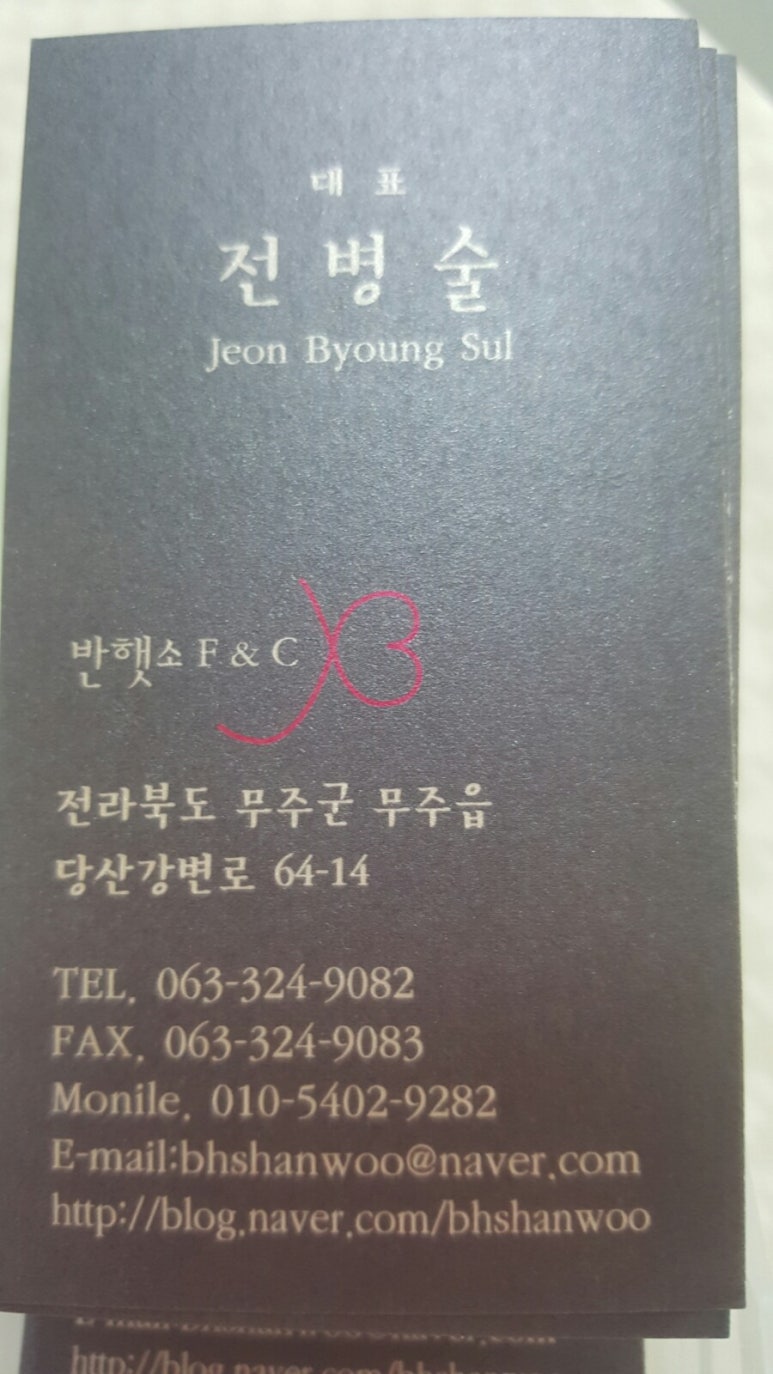 대 표
전 병 술
Jeon Byoung Sul
반햇소 F & C
전라북도 무주군 무주읍
당산강변로 64-14
TEL. 063-324-9082
FAX. 063-324-9083
Monile. 010-5402-9282
E-mail:bhshanwoo@naver.com
http://blog.naver.com/bhshanwoo